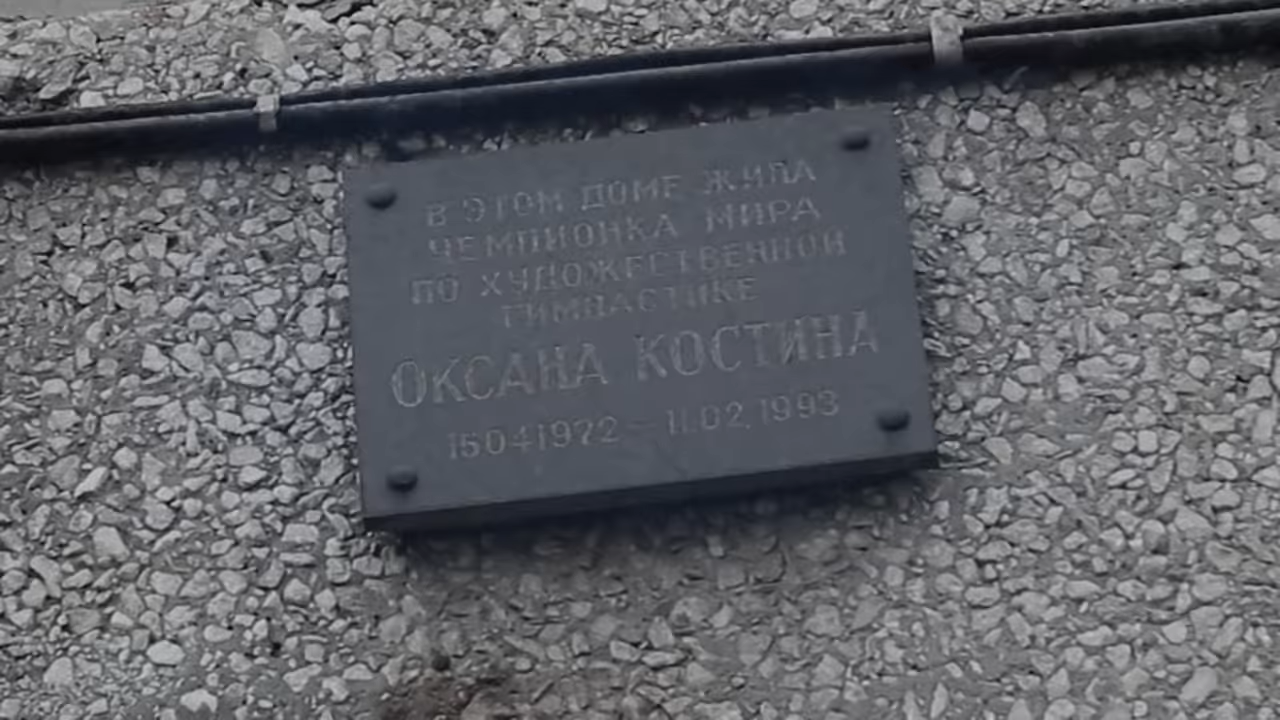 В ЭТОМ ДОМЕ ЖИЛА
ЧЕМПИОНКА МИРА
ПО ХУДОЖЕСТВЕННОЙ
ГИМНАСТИКЕ
ОКСАНА КОСТИНА
15.04.1972 – 11.02.1993